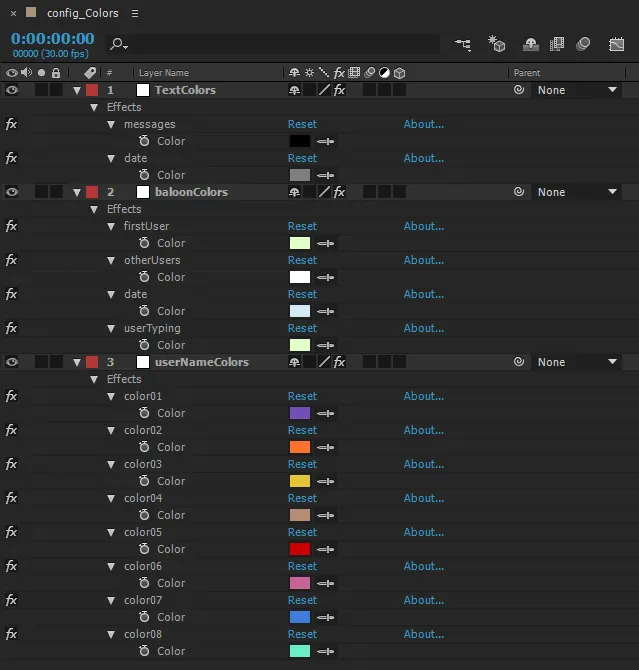 × config_Colors
0:00:00:00
00000 (30.00 fps)
# Layer Name fx Parent
1 TextColors fx None
Effects
fx messages Reset About...
Color
fx date Reset About...
Color
2 baloonColors fx None
Effects
fx firstUser Reset About...
Color
fx otherUsers Reset About...
Color
fx date Reset About...
Color
fx userTyping Reset About...
Color
3 userNameColors fx None
Effects
fx color01 Reset About...
Color
fx color02 Reset About...
Color
fx color03 Reset About...
Color
fx color04 Reset About...
Color
fx color05 Reset About...
Color
fx color06 Reset About...
Color
fx color07 Reset About...
Color
fx color08 Reset About...
Color